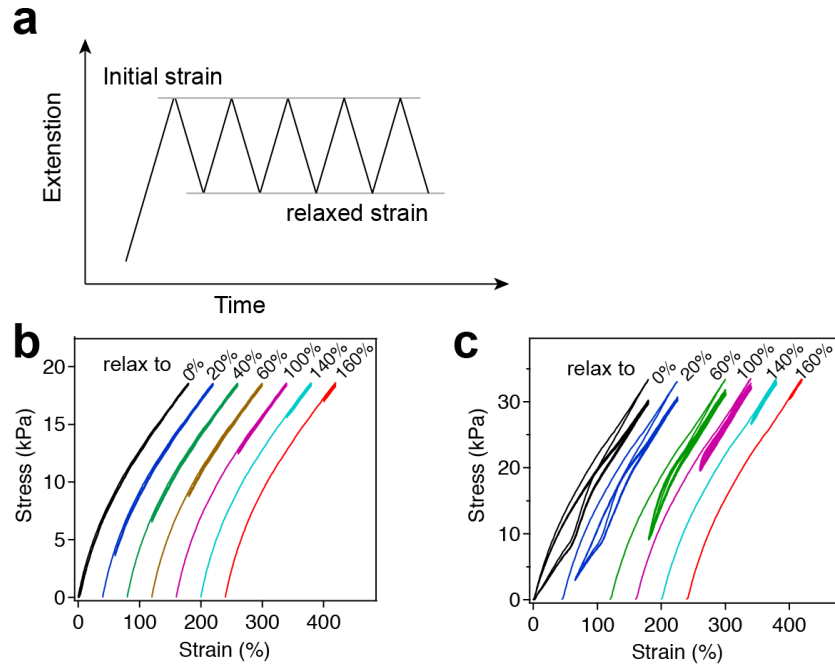 a
Initial strain
Extenstion
relaxed strain
Time
b
relax to 0% 20% 40% 60% 100% 140% 160%
20
15
10
5
0
Stress (kPa)
0 100 200 300 400
Strain (%)
c
relax to 0% 20% 60% 100% 140% 160%
30
20
10
0
Stress (kPa)
0 100 200 300 400
Strain (%)